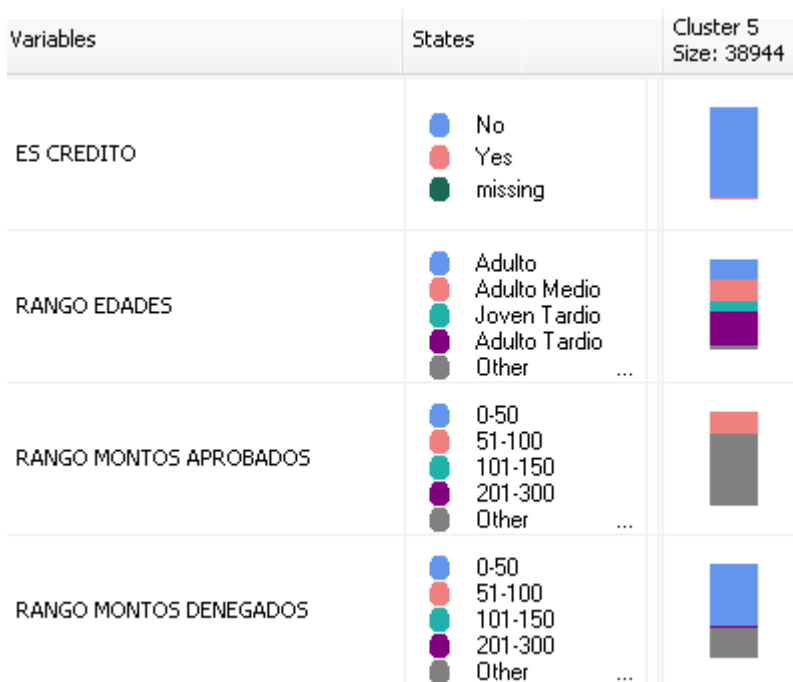 Variables
States
Cluster 5
Size: 38944
ES CREDITO
No
Yes
missing
RANGO EDADES
Adulto
Adulto Medio
Joven Tardio
Adulto Tardio
Other ...
RANGO MONTOS APROBADOS
0-50
51-100
101-150
201-300
Other ...
RANGO MONTOS DENEGADOS
0-50
51-100
101-150
201-300
Other ...